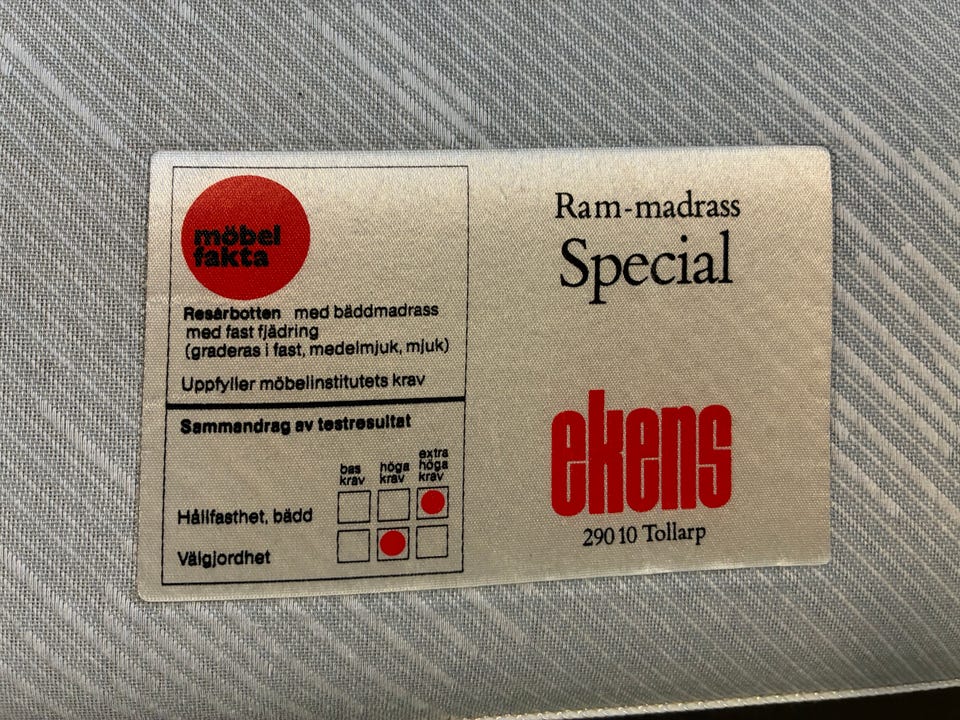 möbel
fakta
Resårbotten med bäddmadrass
med fast fjädring
(graderas i fast, medelmjuk, mjuk)
Uppfyller möbelinstitutets krav
Sammandrag av testresultat
bas krav
höga krav
extra höga krav
Hållfasthet, bädd
Välgjordhet
Ram-madrass
Special
ekens
290 10 Tollarp